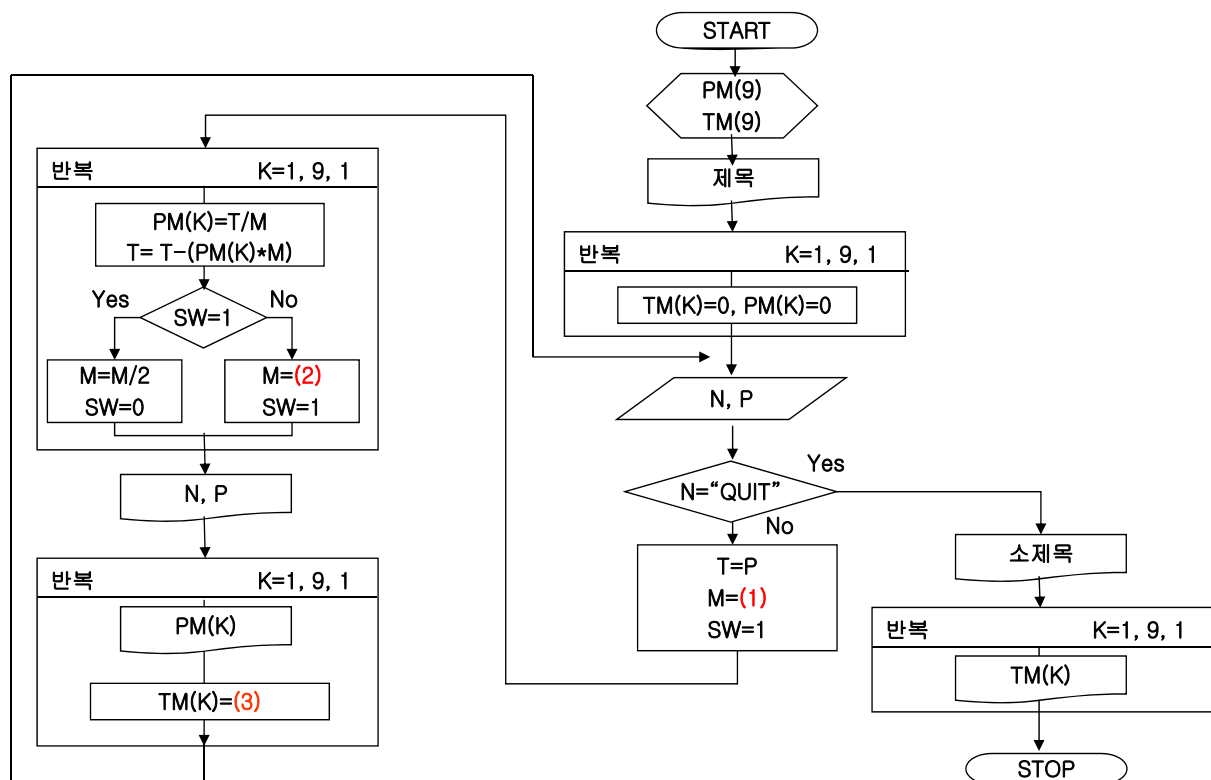 START
PM(9)
TM(9)
제목
반복 K=1, 9, 1
TM(K)=0, PM(K)=0
N, P
N="QUIT"
Yes
No
T=P
M=(1)
SW=1
반복 K=1, 9, 1
PM(K)=T/M
T= T-(PM(K)*M)
SW=1
Yes
No
M=M/2
SW=0
M=(2)
SW=1
N, P
반복 K=1, 9, 1
PM(K)
TM(K)=(3)
소제목
반복 K=1, 9, 1
TM(K)
STOP